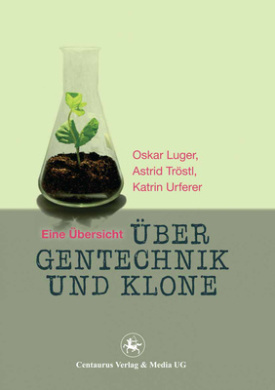 Oskar Luger,
Astrid Tröstl,
Katrin Urferer
Eine Übersicht ÜBER
GENTECHNIK
UND KLONE
Centaurus Verlag & Media UG